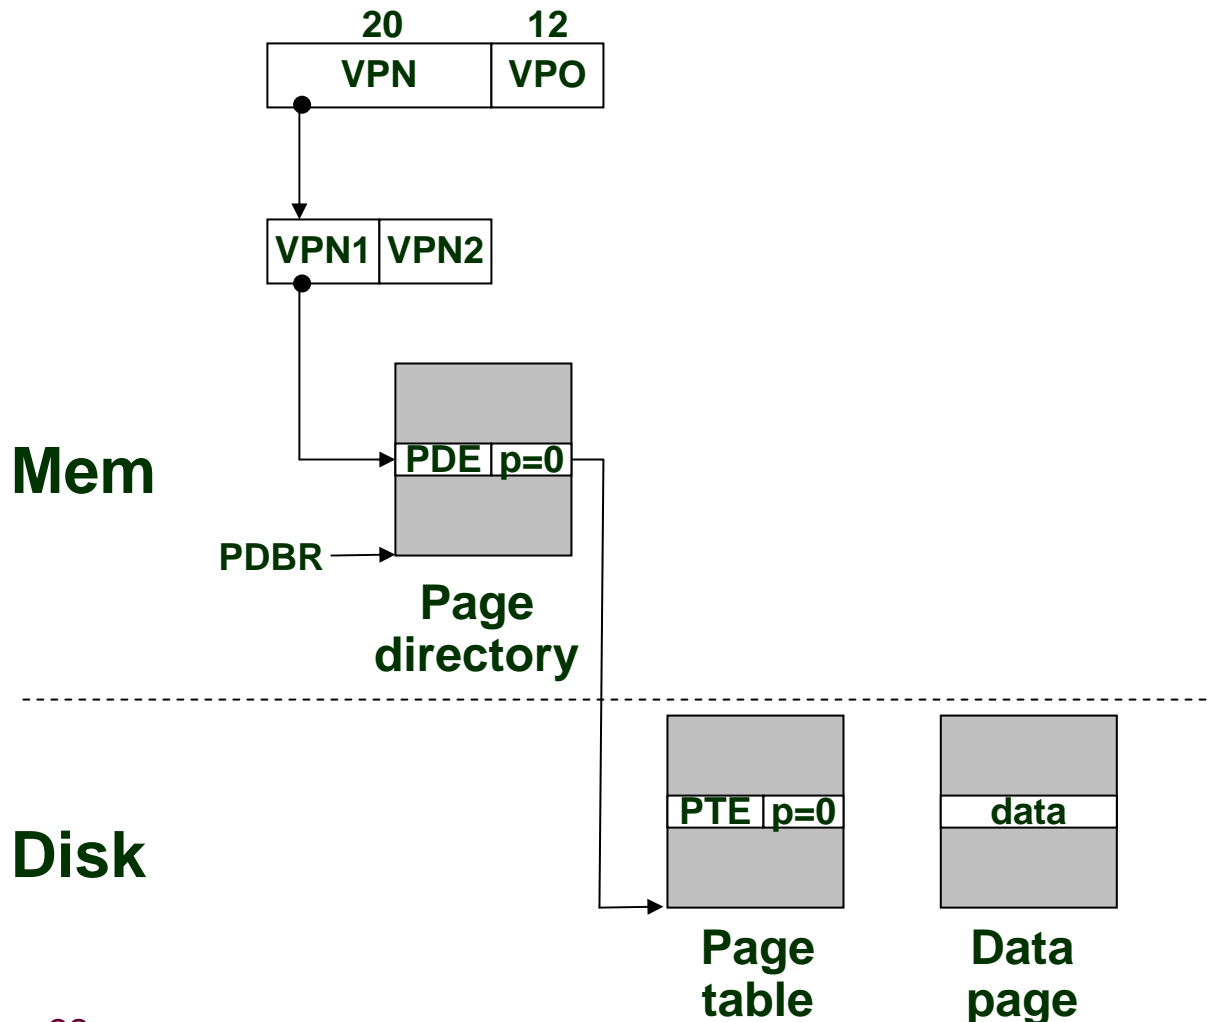 20 12
VPN VPO
VPN1 VPN2
Mem
PDE p=0
PDBR
Page
directory
Disk
PTE p=0
data
Page
table
Data
page